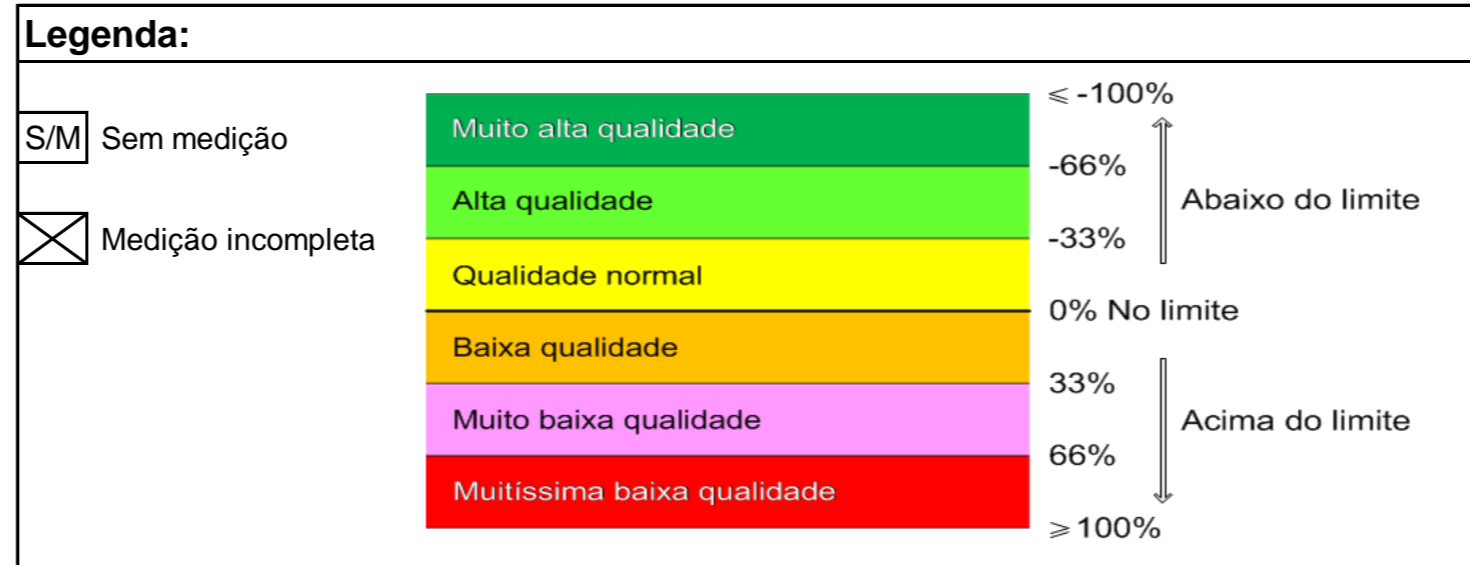 Legenda:
≤ -100%
Muito alta qualidade
S/M Sem medição
-66%
Alta qualidade
Abaixo do limite
-33%
Medição incompleta
Qualidade normal
0% No limite
Baixa qualidade
33%
Muito baixa qualidade
Acima do limite
66%
Muitíssima baixa qualidade
≥ 100%